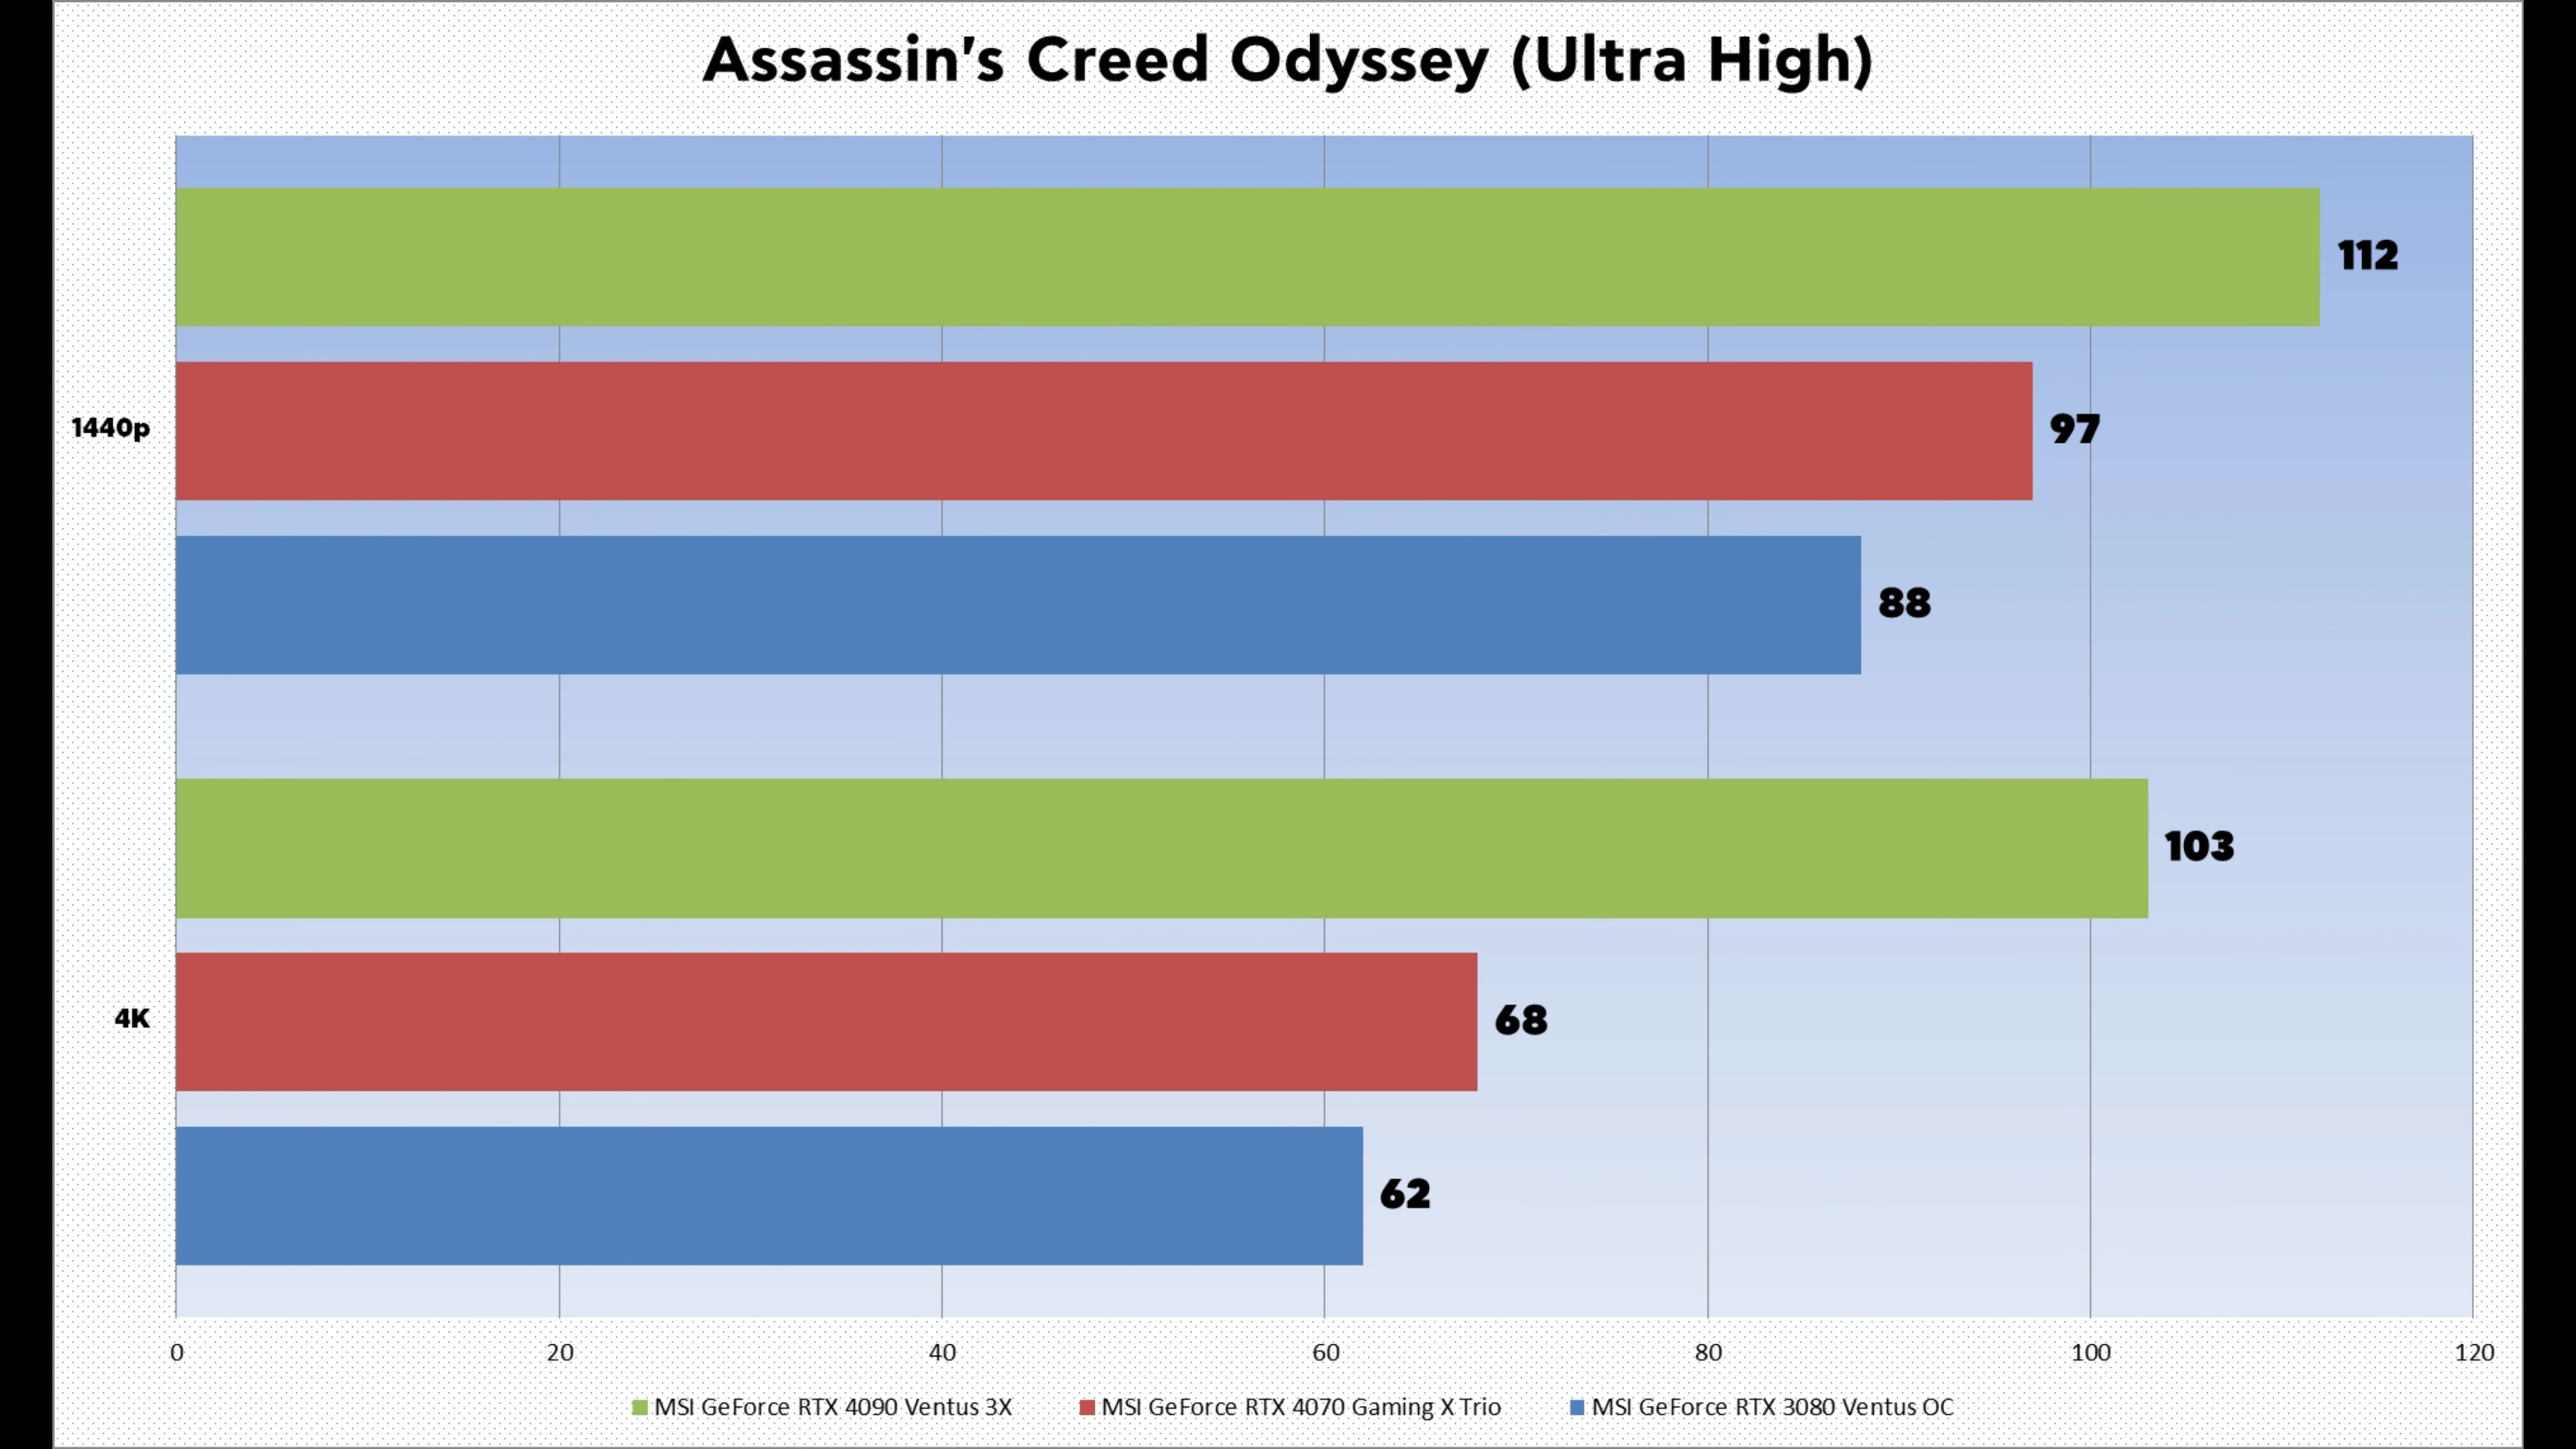 Assassin's Creed Odyssey (Ultra High)
112
1440p
97
88
103
4K
68
62
0 20 40 60 80 100 120
MSI GeForce RTX 4090 Ventus 3X MSI GeForce RTX 4070 Gaming X Trio MSI GeForce RTX 3080 Ventus OC